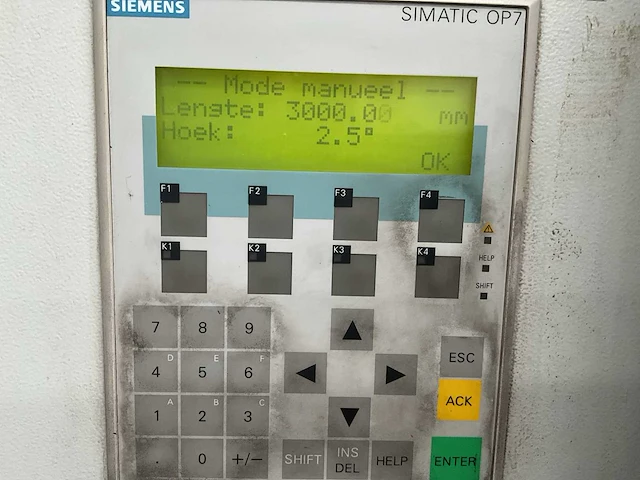 SIEMENS
SIMATIC OP7
-- Mode manueel --
Lengte: 3000.00 mm
Hoek: 2.5°
OK
F1 F2 F3 F4
K1 K2 K3 K4
HELP
SHIFT
7 8 9
4 D 5 E 6 F
ESC
1 A 2 B 3 C
ACK
. 0 +/-
SHIFT
INS
DEL
HELP
ENTER